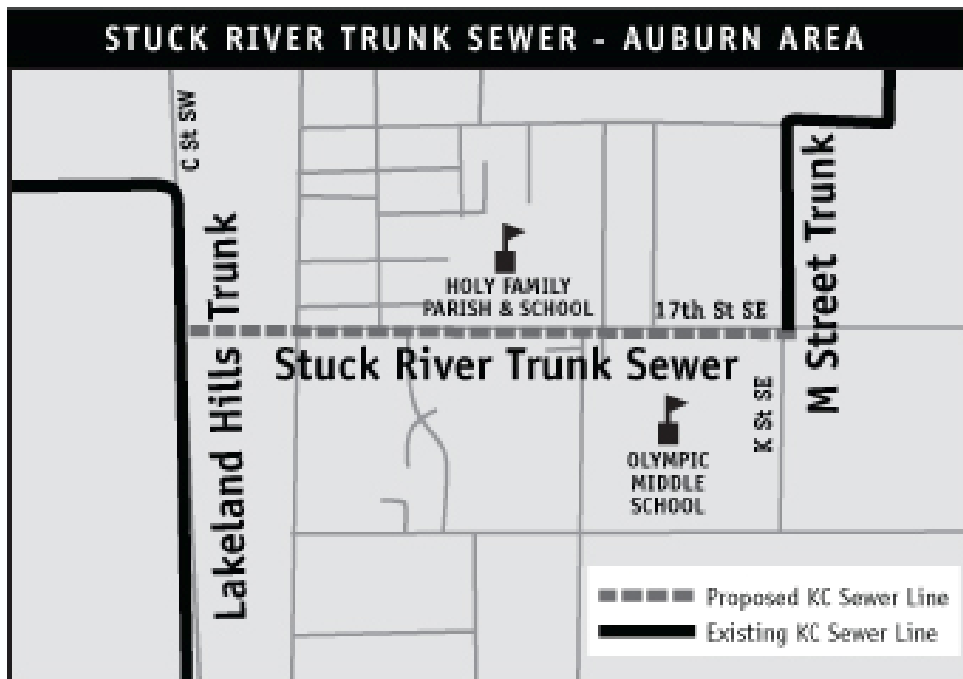 STUCK RIVER TRUNK SEWER - AUBURN AREA
C St SW
Lakeland Hills Trunk
HOLY FAMILY
PARISH & SCHOOL
17th St SE
M Street Trunk
Stuck River Trunk Sewer
K St SE
OLYMPIC
MIDDLE
SCHOOL
Proposed KC Sewer Line
Existing KC Sewer Line